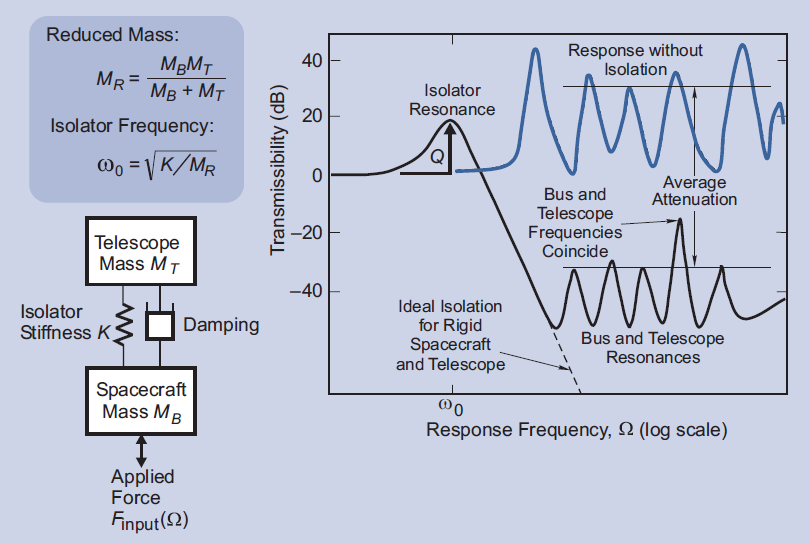 Reduced Mass:
M_R = M_B M_T / M_B + M_T
Isolator Frequency:
ω₀ = √K/M_R
Telescope
Mass M_T
Isolator
Stiffness K
Damping
Spacecraft
Mass M_B
Applied
Force
F_input(Ω)
Transmissibility (dB)
40
20
0
−20
−40
Isolator
Resonance
Q
Response without
Isolation
Average
Attenuation
Bus and
Telescope
Frequencies
Coincide
Ideal Isolation
for Rigid
Spacecraft
and Telescope
Bus and Telescope
Resonances
ω₀
Response Frequency, Ω (log scale)